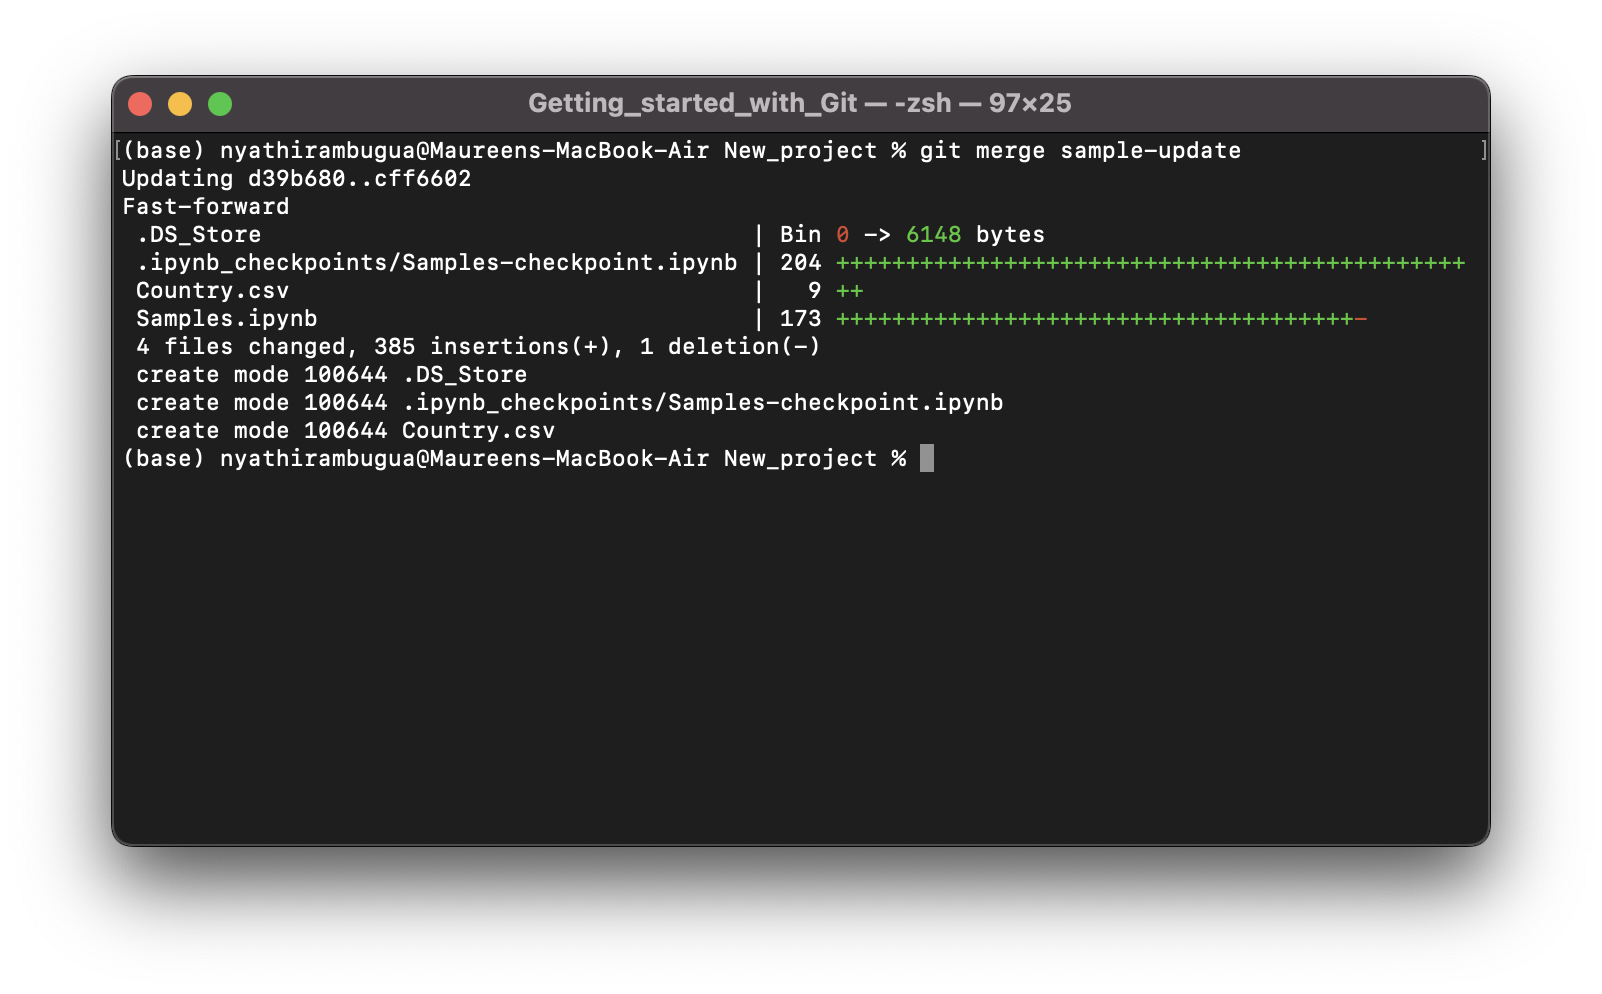 Getting_started_with_Git — -zsh — 97×25
[(base) nyathirambugua@Maureens-MacBook-Air New_project % git merge sample-update ]
Updating d39b680..cff6602
Fast-forward
 .DS_Store                                  | Bin 0 -> 6148 bytes
 .ipynb_checkpoints/Samples-checkpoint.ipynb | 204 +++++++++++++++++++++++++++++++++++++++++++++
 Country.csv                                 |   9 ++
 Samples.ipynb                               | 173 +++++++++++++++++++++++++++++++++++++-
 4 files changed, 385 insertions(+), 1 deletion(-)
 create mode 100644 .DS_Store
 create mode 100644 .ipynb_checkpoints/Samples-checkpoint.ipynb
 create mode 100644 Country.csv
(base) nyathirambugua@Maureens-MacBook-Air New_project %